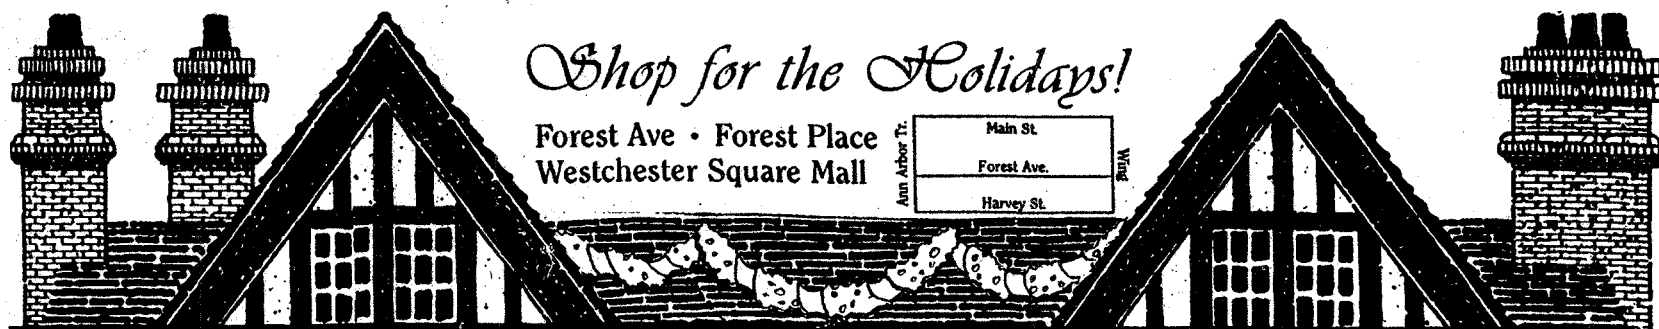 Shop for the Holidays!
Forest Ave • Forest Place
Westchester Square Mall
Ann Arbor Tr.
Main St.
Forest Ave.
Harvey St.
Wing